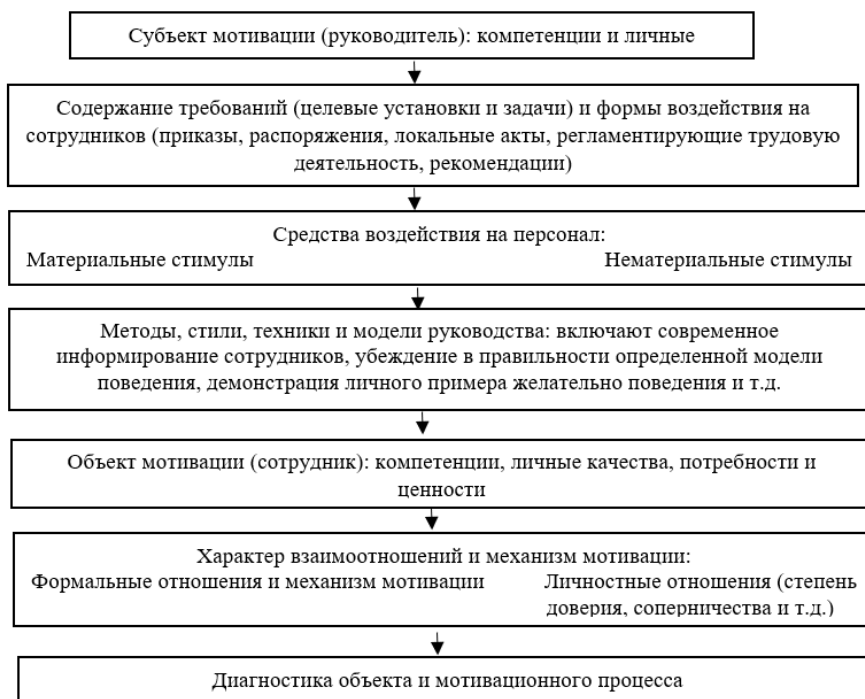 Субъект мотивации (руководитель): компетенции и личные
Содержание требований (целевые установки и задачи) и формы воздействия на
сотрудников (приказы, распоряжения, локальные акты, регламентирующие трудовую
деятельность, рекомендации)
Средства воздействия на персонал:
Материальные стимулы Нематериальные стимулы
Методы, стили, техники и модели руководства: включают современное
информирование сотрудников, убеждение в правильности определенной модели
поведения, демонстрация личного примера желательно поведения и т.д.
Объект мотивации (сотрудник): компетенции, личные качества, потребности и
ценности
Характер взаимоотношений и механизм мотивации:
Формальные отношения и механизм мотивации Личностные отношения (степень
доверия, соперничества и т.д.)
Диагностика объекта и мотивационного процесса